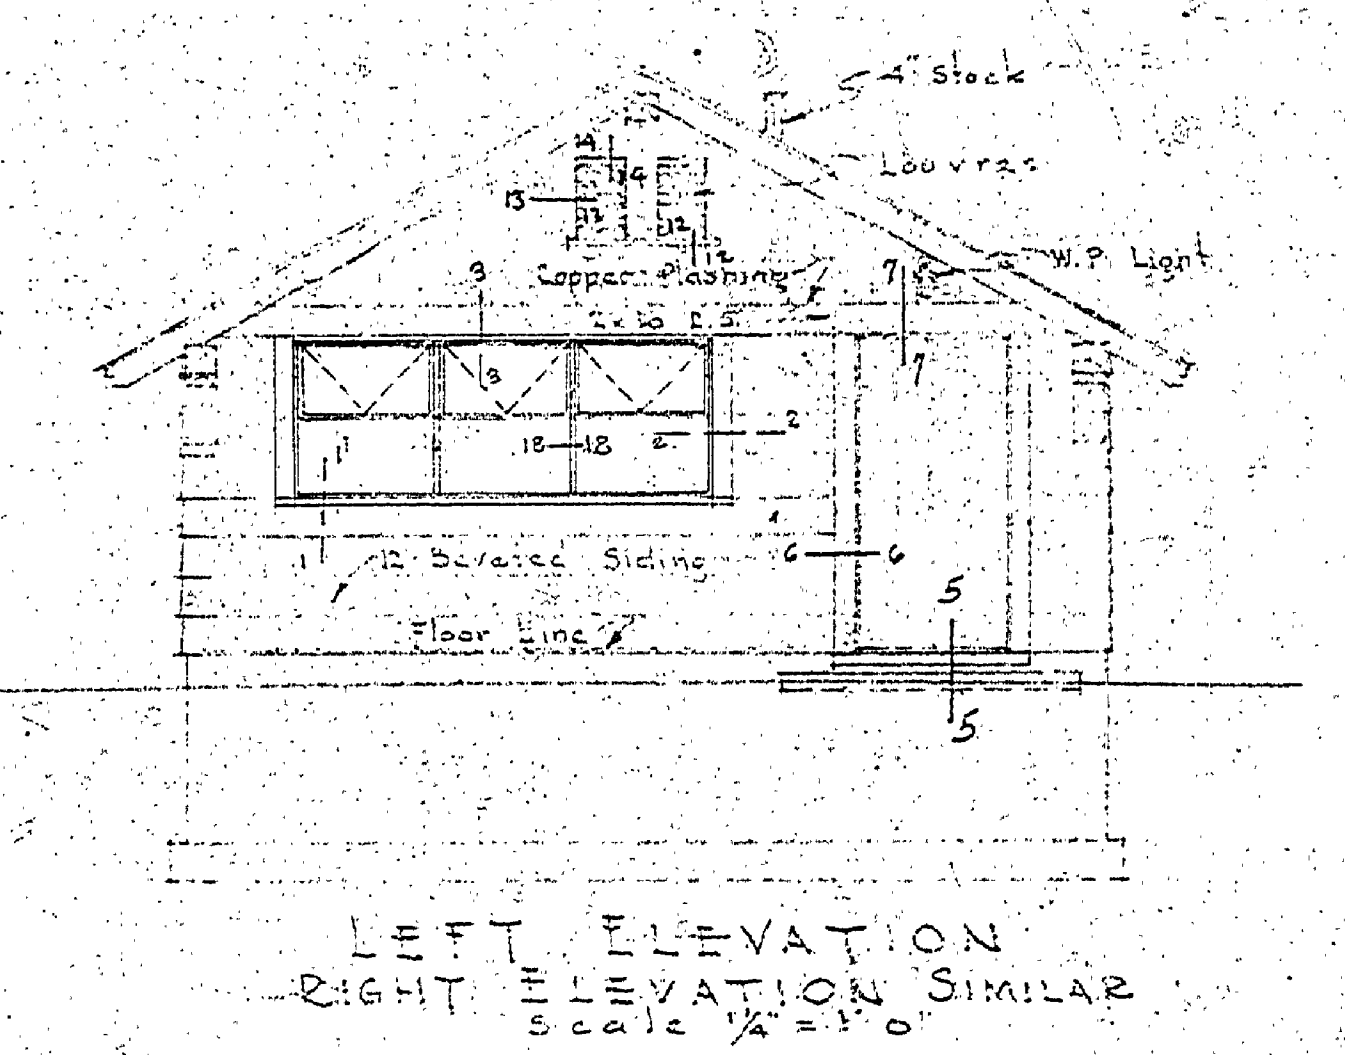 4" Stack
Louvres
14
14
13
12
12
12
W.P. Light
3
Copper Flashing
7
3
7
2
2
18 18
1
1
12 Beveled Siding
6 6
5
Floor Line
5
LEFT ELEVATION
RIGHT ELEVATION SIMILAR
Scale 1/4" = 1' 0"